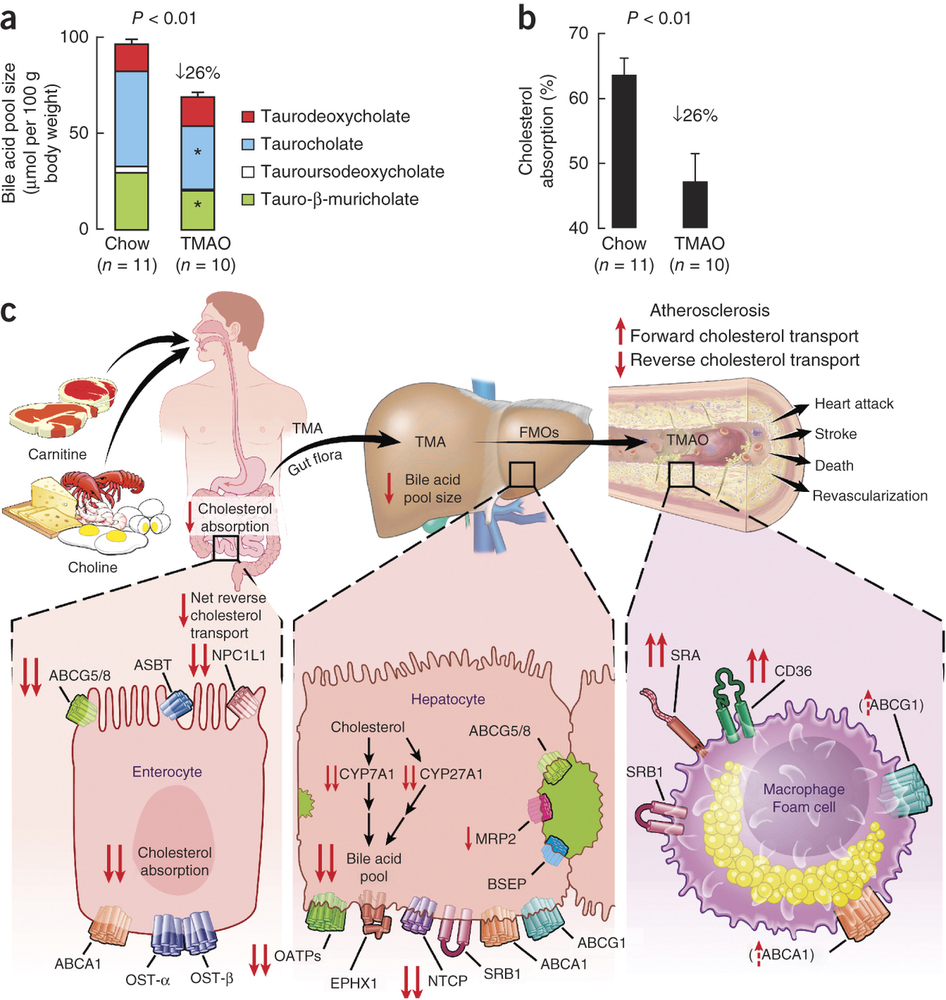 a
P < 0.01
Bile acid pool size
(μmol per 100 g
body weight)
100
50
0
↓26%
*
*
Chow
(n = 11)
TMAO
(n = 10)
Taurodeoxycholate
Taurocholate
Tauroursodeoxycholate
Tauro-β-muricholate
b
P < 0.01
Cholesterol
absorption (%)
70
60
50
40
↓26%
Chow
(n = 11)
TMAO
(n = 10)
c
Carnitine
Choline
TMA
Gut flora
Cholesterol
absorption
Net reverse
cholesterol
transport
TMA
FMOs
Bile acid
pool size
Atherosclerosis
Forward cholesterol transport
Reverse cholesterol transport
TMAO
Heart attack
Stroke
Death
Revascularization
ABCG5/8
ASBT
NPC1L1
Enterocyte
Cholesterol
absorption
ABCA1
OST-α
OST-β
Hepatocyte
Cholesterol
CYP7A1
CYP27A1
Bile acid
pool
ABCG5/8
MRP2
BSEP
OATPs
EPHX1
NTCP
SRB1
ABCA1
ABCG1
SRA
CD36
(↑ABCG1)
SRB1
Macrophage
Foam cell
(↑ABCA1)